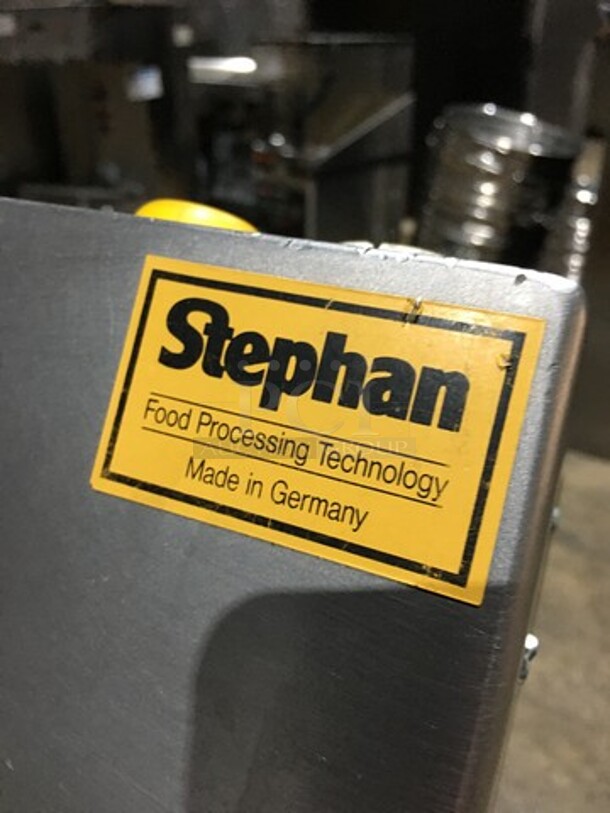 Stephan
Food Processing Technology
Made in Germany